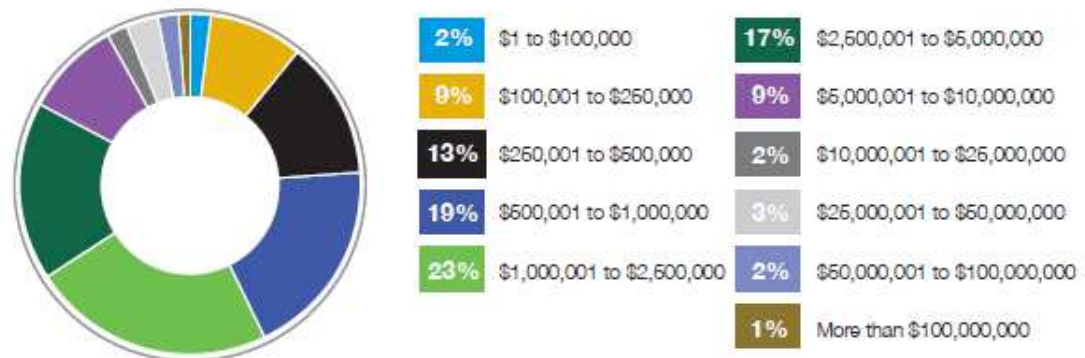 2% $1 to $100,000
9% $100,001 to $250,000
13% $250,001 to $500,000
19% $500,001 to $1,000,000
23% $1,000,001 to $2,500,000
17% $2,500,001 to $5,000,000
9% $5,000,001 to $10,000,000
2% $10,000,001 to $25,000,000
3% $25,000,001 to $50,000,000
2% $50,000,001 to $100,000,000
1% More than $100,000,000